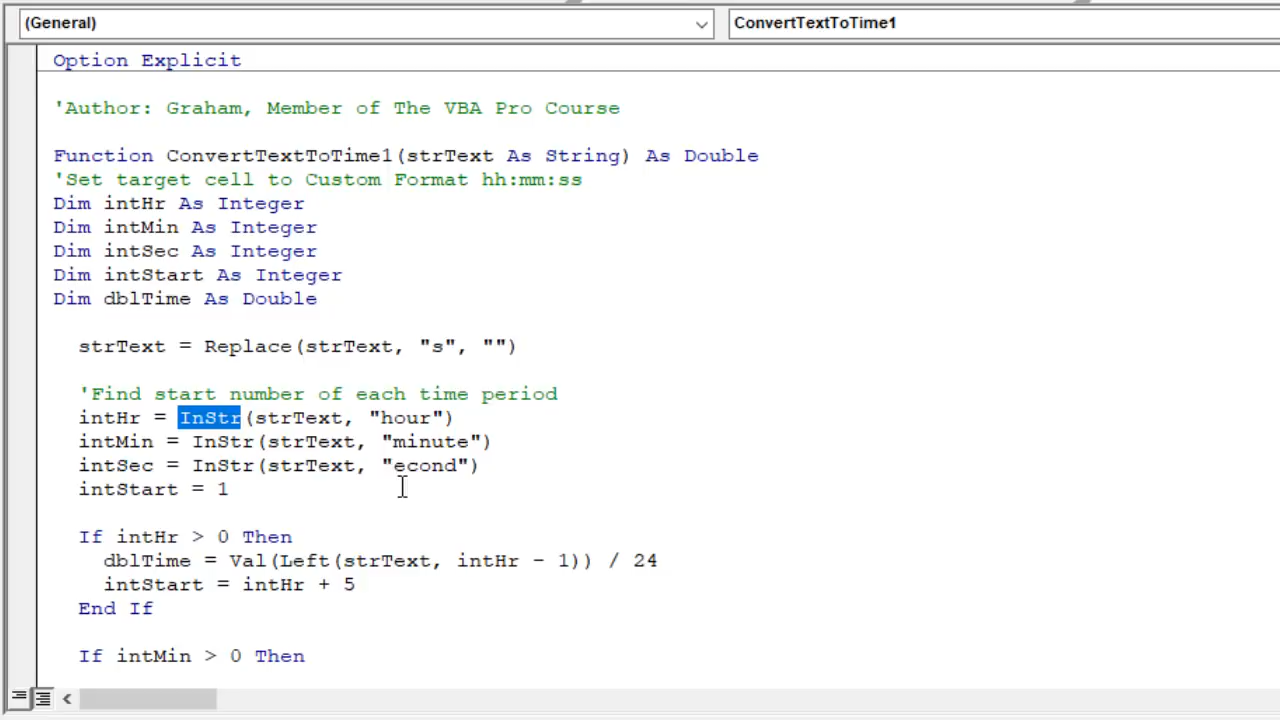 (General)
ConvertTextToTime1
Option Explicit
'Author: Graham, Member of The VBA Pro Course
Function ConvertTextToTime1(strText As String) As Double
'Set target cell to Custom Format hh:mm:ss
Dim intHr As Integer
Dim intMin As Integer
Dim intSec As Integer
Dim intStart As Integer
Dim dblTime As Double
strText = Replace(strText, "s", "")
'Find start number of each time period
intHr = InStr(strText, "hour")
intMin = InStr(strText, "minute")
intSec = InStr(strText, "econd")
intStart = 1
If intHr > 0 Then
dblTime = Val(Left(strText, intHr - 1)) / 24
intStart = intHr + 5
End If
If intMin > 0 Then